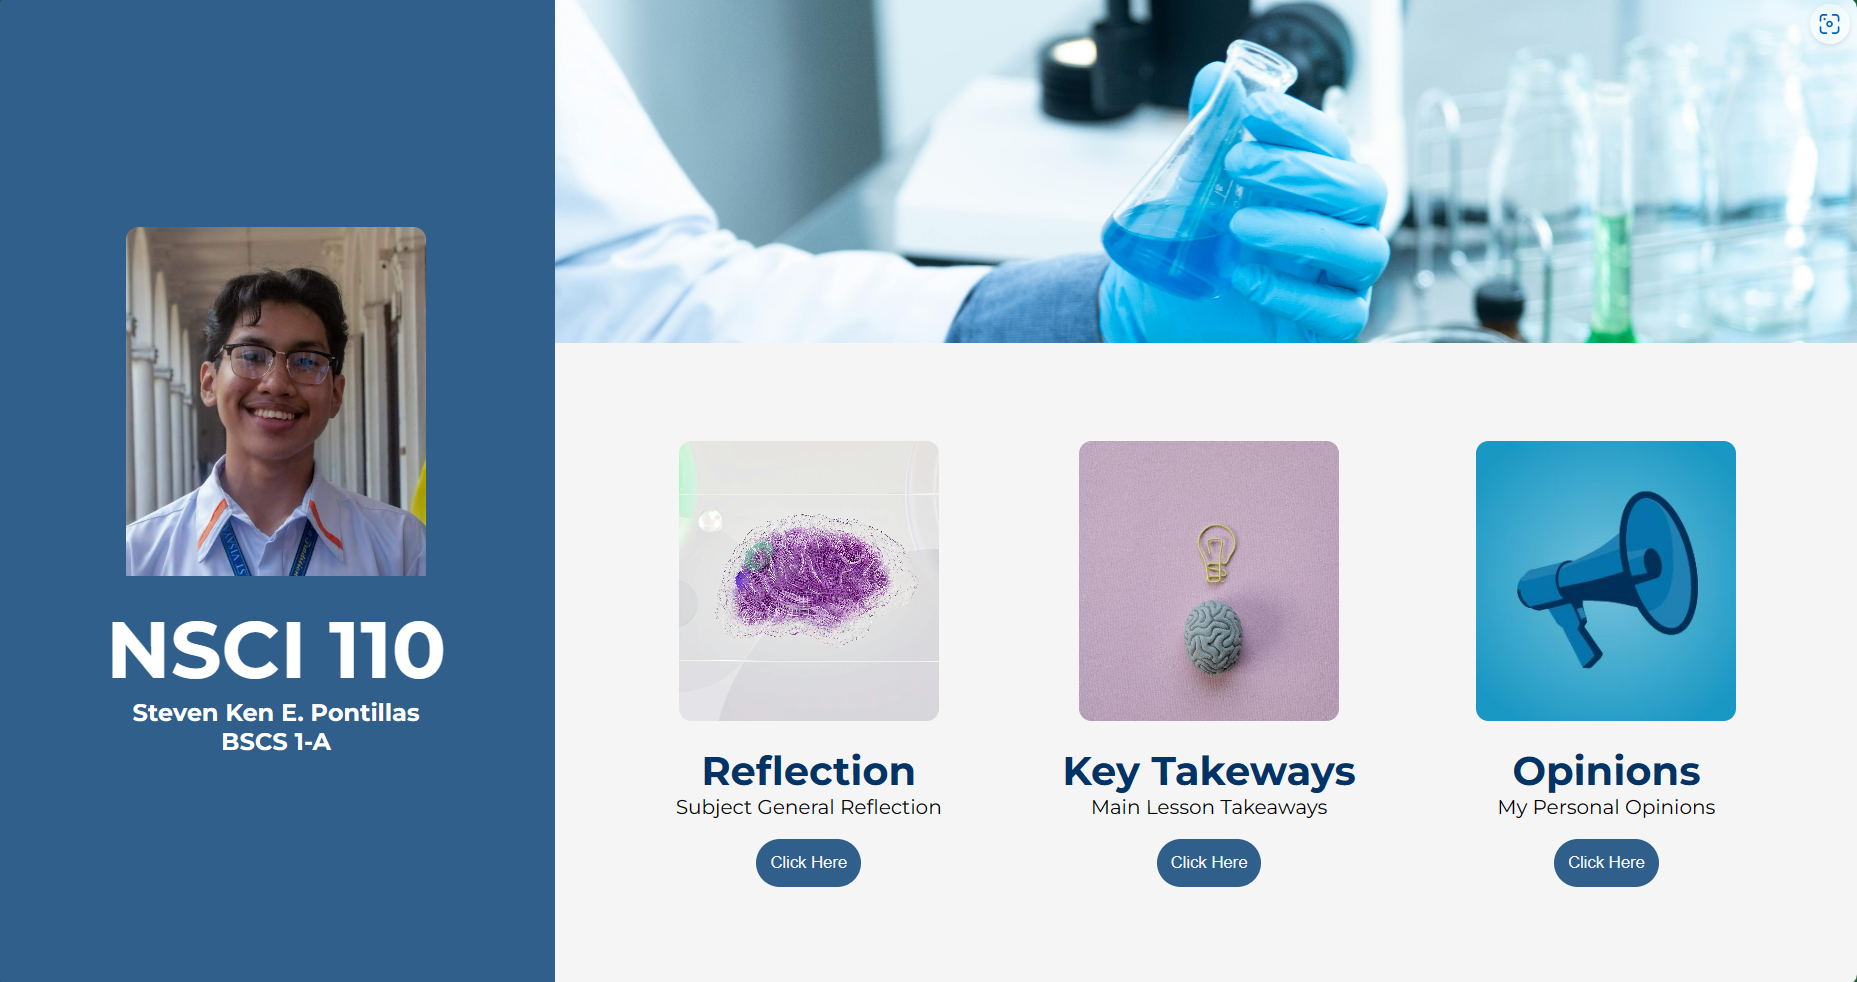 NSCI 110
Steven Ken E. Pontillas
BSCS 1-A
Reflection
Subject General Reflection
Click Here
Key Takeways
Main Lesson Takeaways
Click Here
Opinions
My Personal Opinions
Click Here